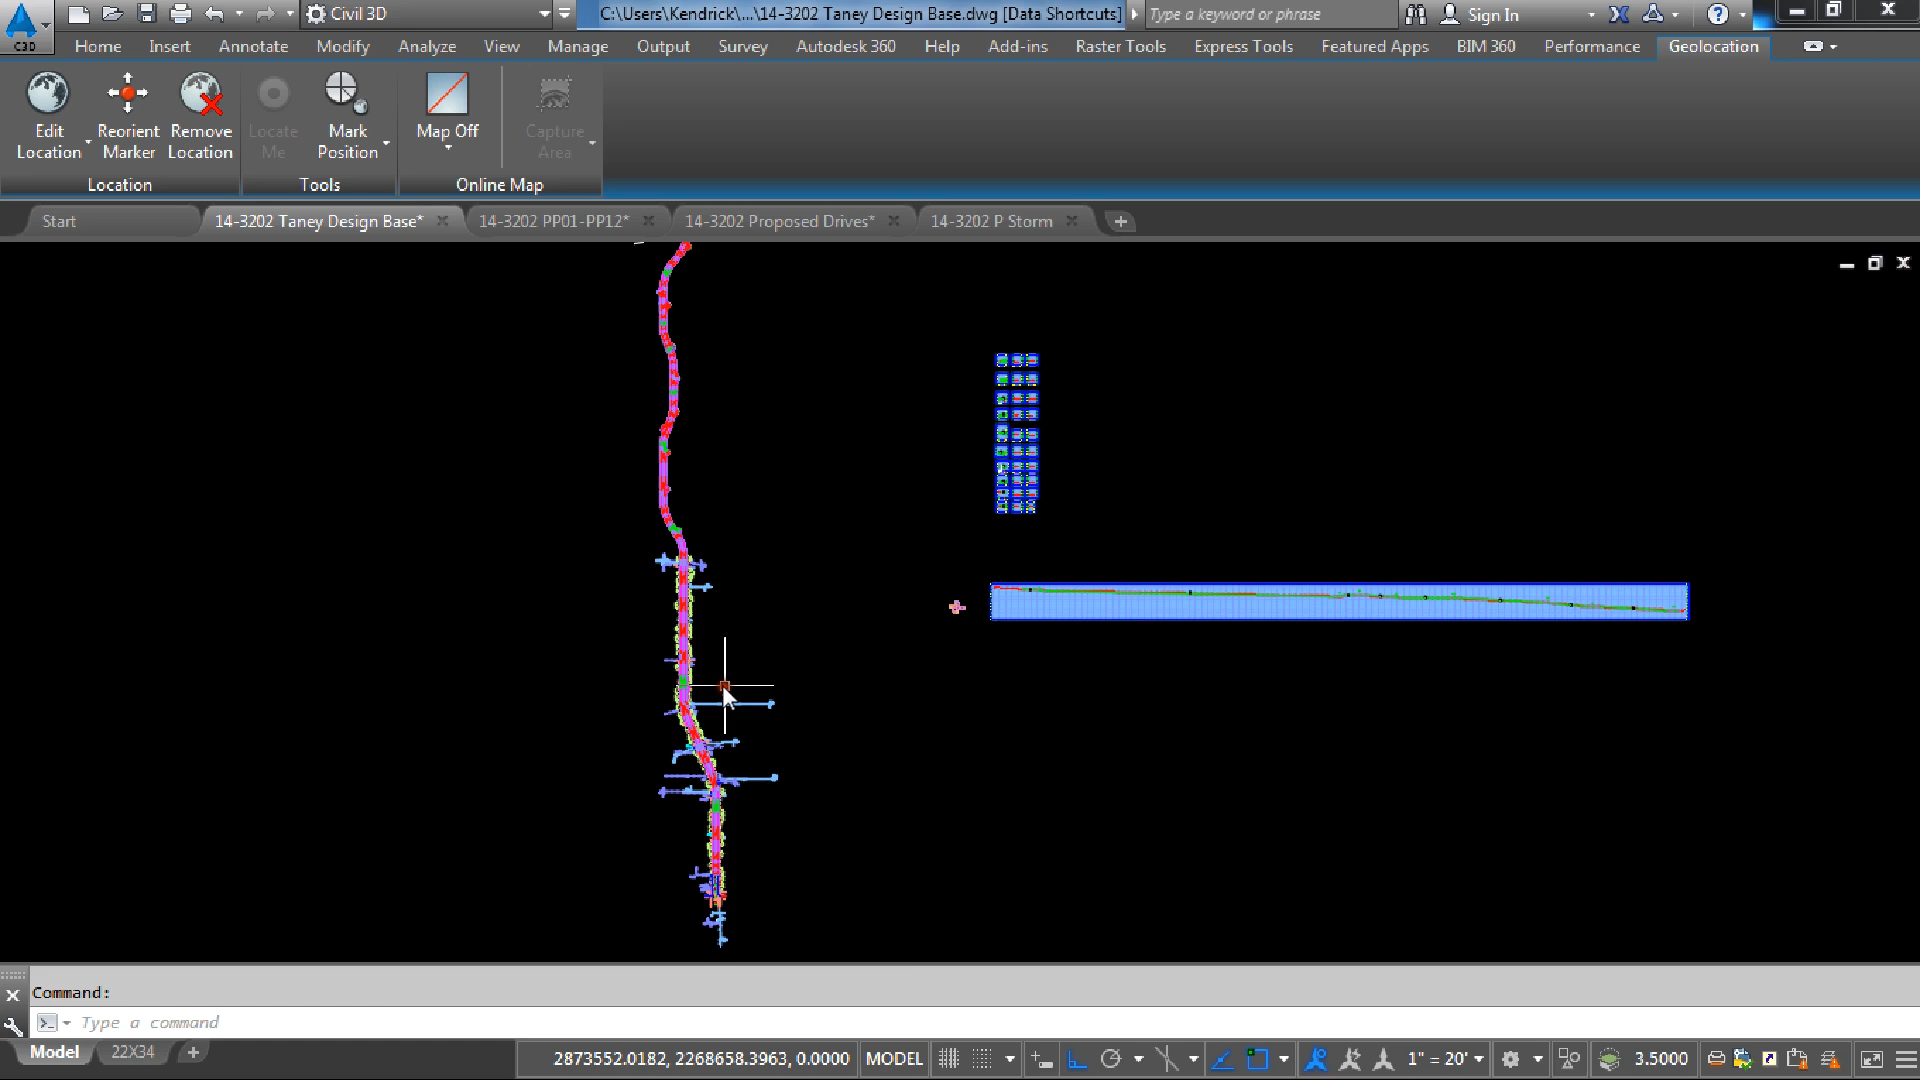 Civil 3D C:\Users\Kendrick\...\14-3202 Taney Design Base.dwg [Data Shortcuts] Type a keyword or phrase Sign In ?
C3D Home Insert Annotate Modify Analyze View Manage Output Survey Autodesk 360 Help Add-ins Raster Tools Express Tools Featured Apps BIM 360 Performance Geolocation
Edit Reorient Remove Locate Mark Map Off Capture
Location Marker Location Me Position Area
Location Tools Online Map
Start 14-3202 Taney Design Base* 14-3202 PP01-PP12* 14-3202 Proposed Drives* 14-3202 P Storm
Command:
Type a command
Model 22X34 2873552.0182, 2268658.3963, 0.0000 MODEL 1" = 20' 3.5000